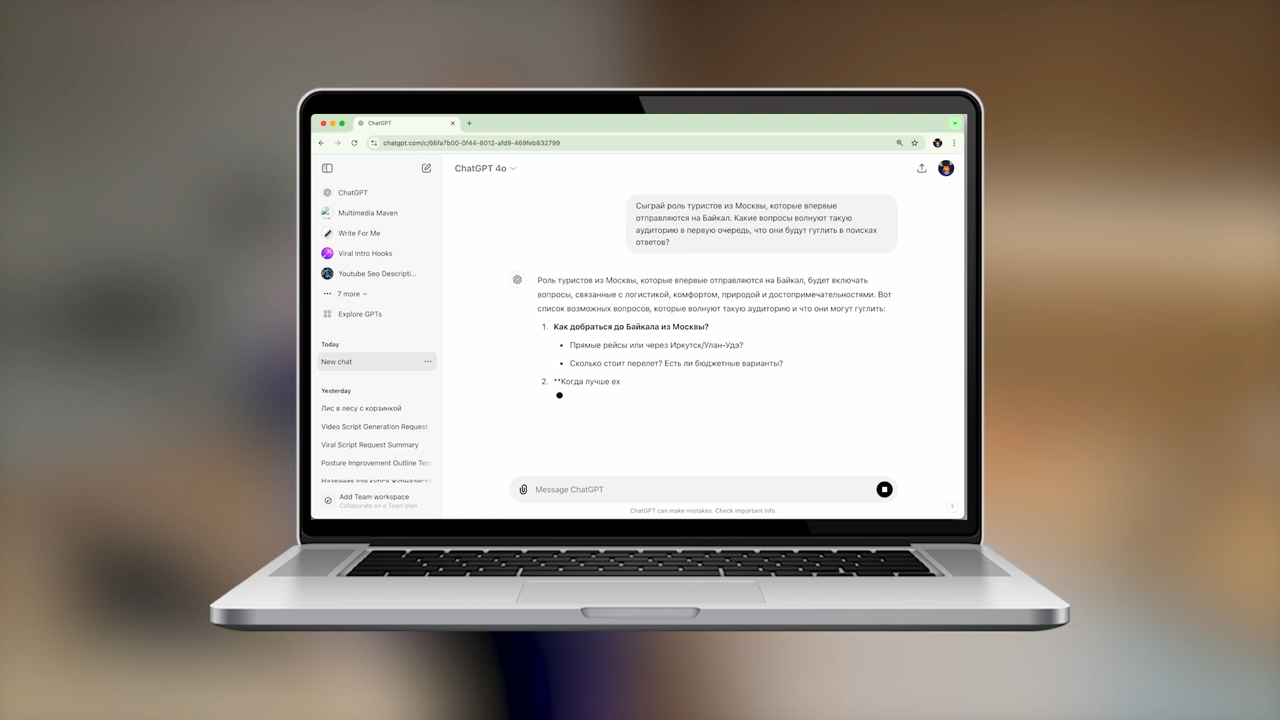 ChatGPT
chatgpt.com/c/66fa7b00-0f44-8012-afd9-469feb832799
ChatGPT
Multimedia Maven
Write For Me
Viral Intro Hooks
Youtube Seo Descripti...
7 more
Explore GPTs
Today
New chat
Yesterday
Лис в лесу с корзинкой
Video Script Generation Request
Viral Script Request Summary
Posture Improvement Outline Tem
Названия для курса журналист
Add Team workspace
Collaborate on a Team plan
ChatGPT 4o
Сыграй роль туристов из Москвы, которые впервые
отправляются на Байкал. Какие вопросы волнуют такую
аудиторию в первую очередь, что они будут гуглить в поисках
ответов?
Роль туристов из Москвы, которые впервые отправляются на Байкал, будет включать
вопросы, связанные с логистикой, комфортом, природой и достопримечательностями. Вот
список возможных вопросов, которые волнуют такую аудиторию и что они могут гуглить:
1. Как добраться до Байкала из Москвы?
• Прямые рейсы или через Иркутск/Улан-Удэ?
• Сколько стоит перелет? Есть ли бюджетные варианты?
2. **Когда лучше ех
Message ChatGPT
ChatGPT can make mistakes. Check important info.
?